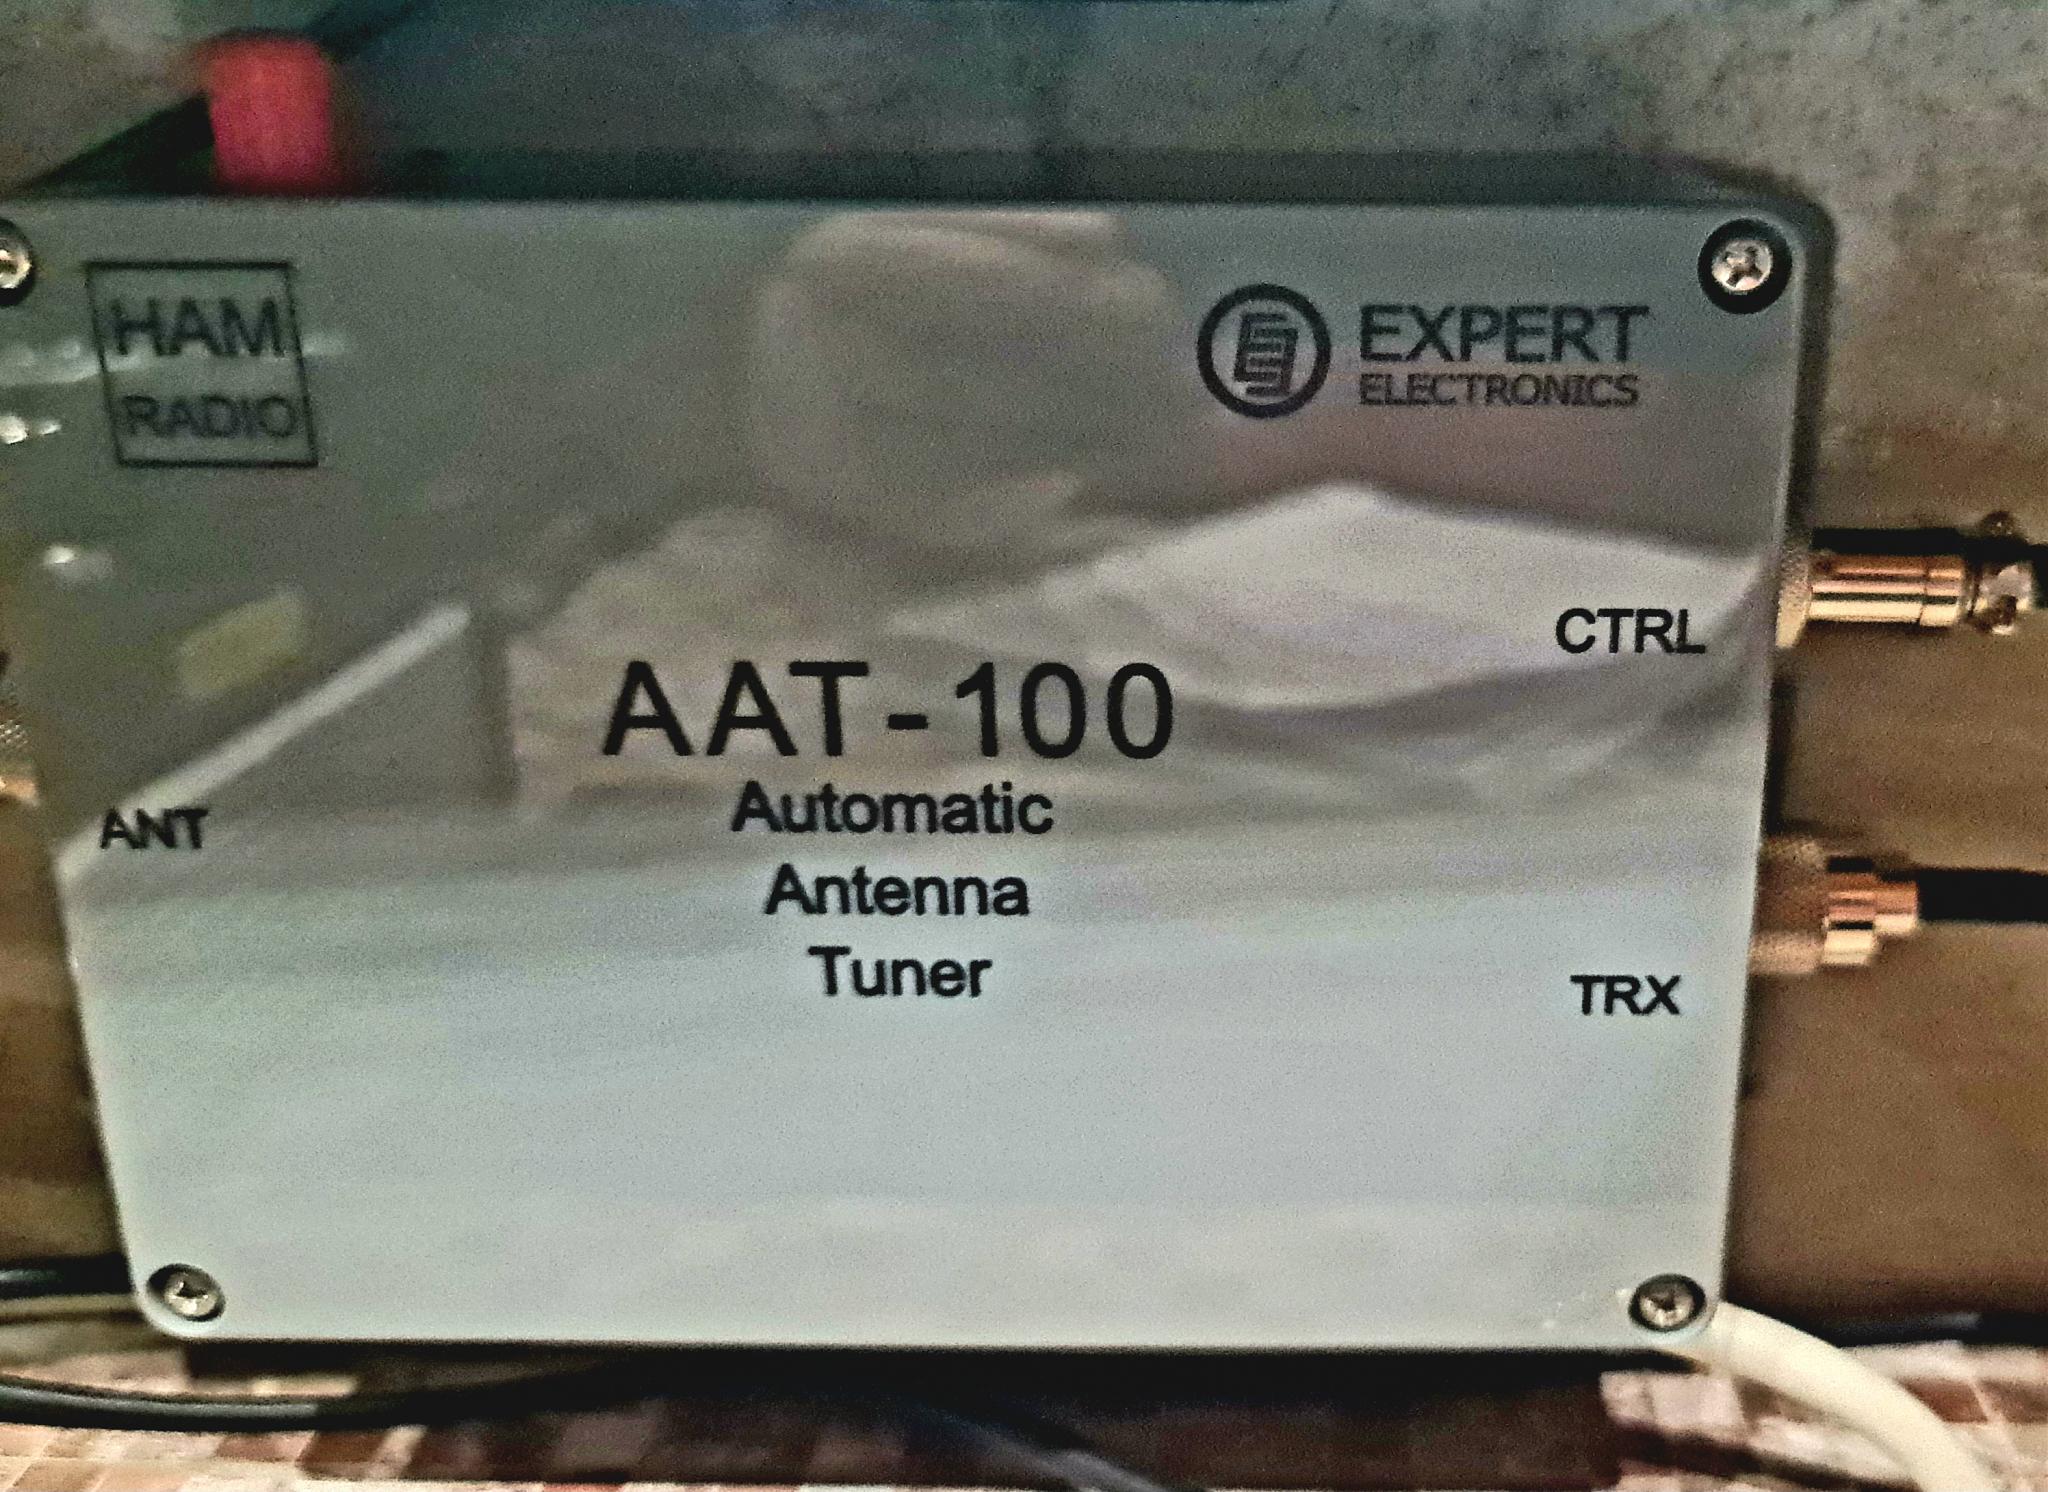 HAM
RADIO
EXPERT
ELECTRONICS
CTRL
AAT-100
Automatic
ANT
Antenna
Tuner
TRX